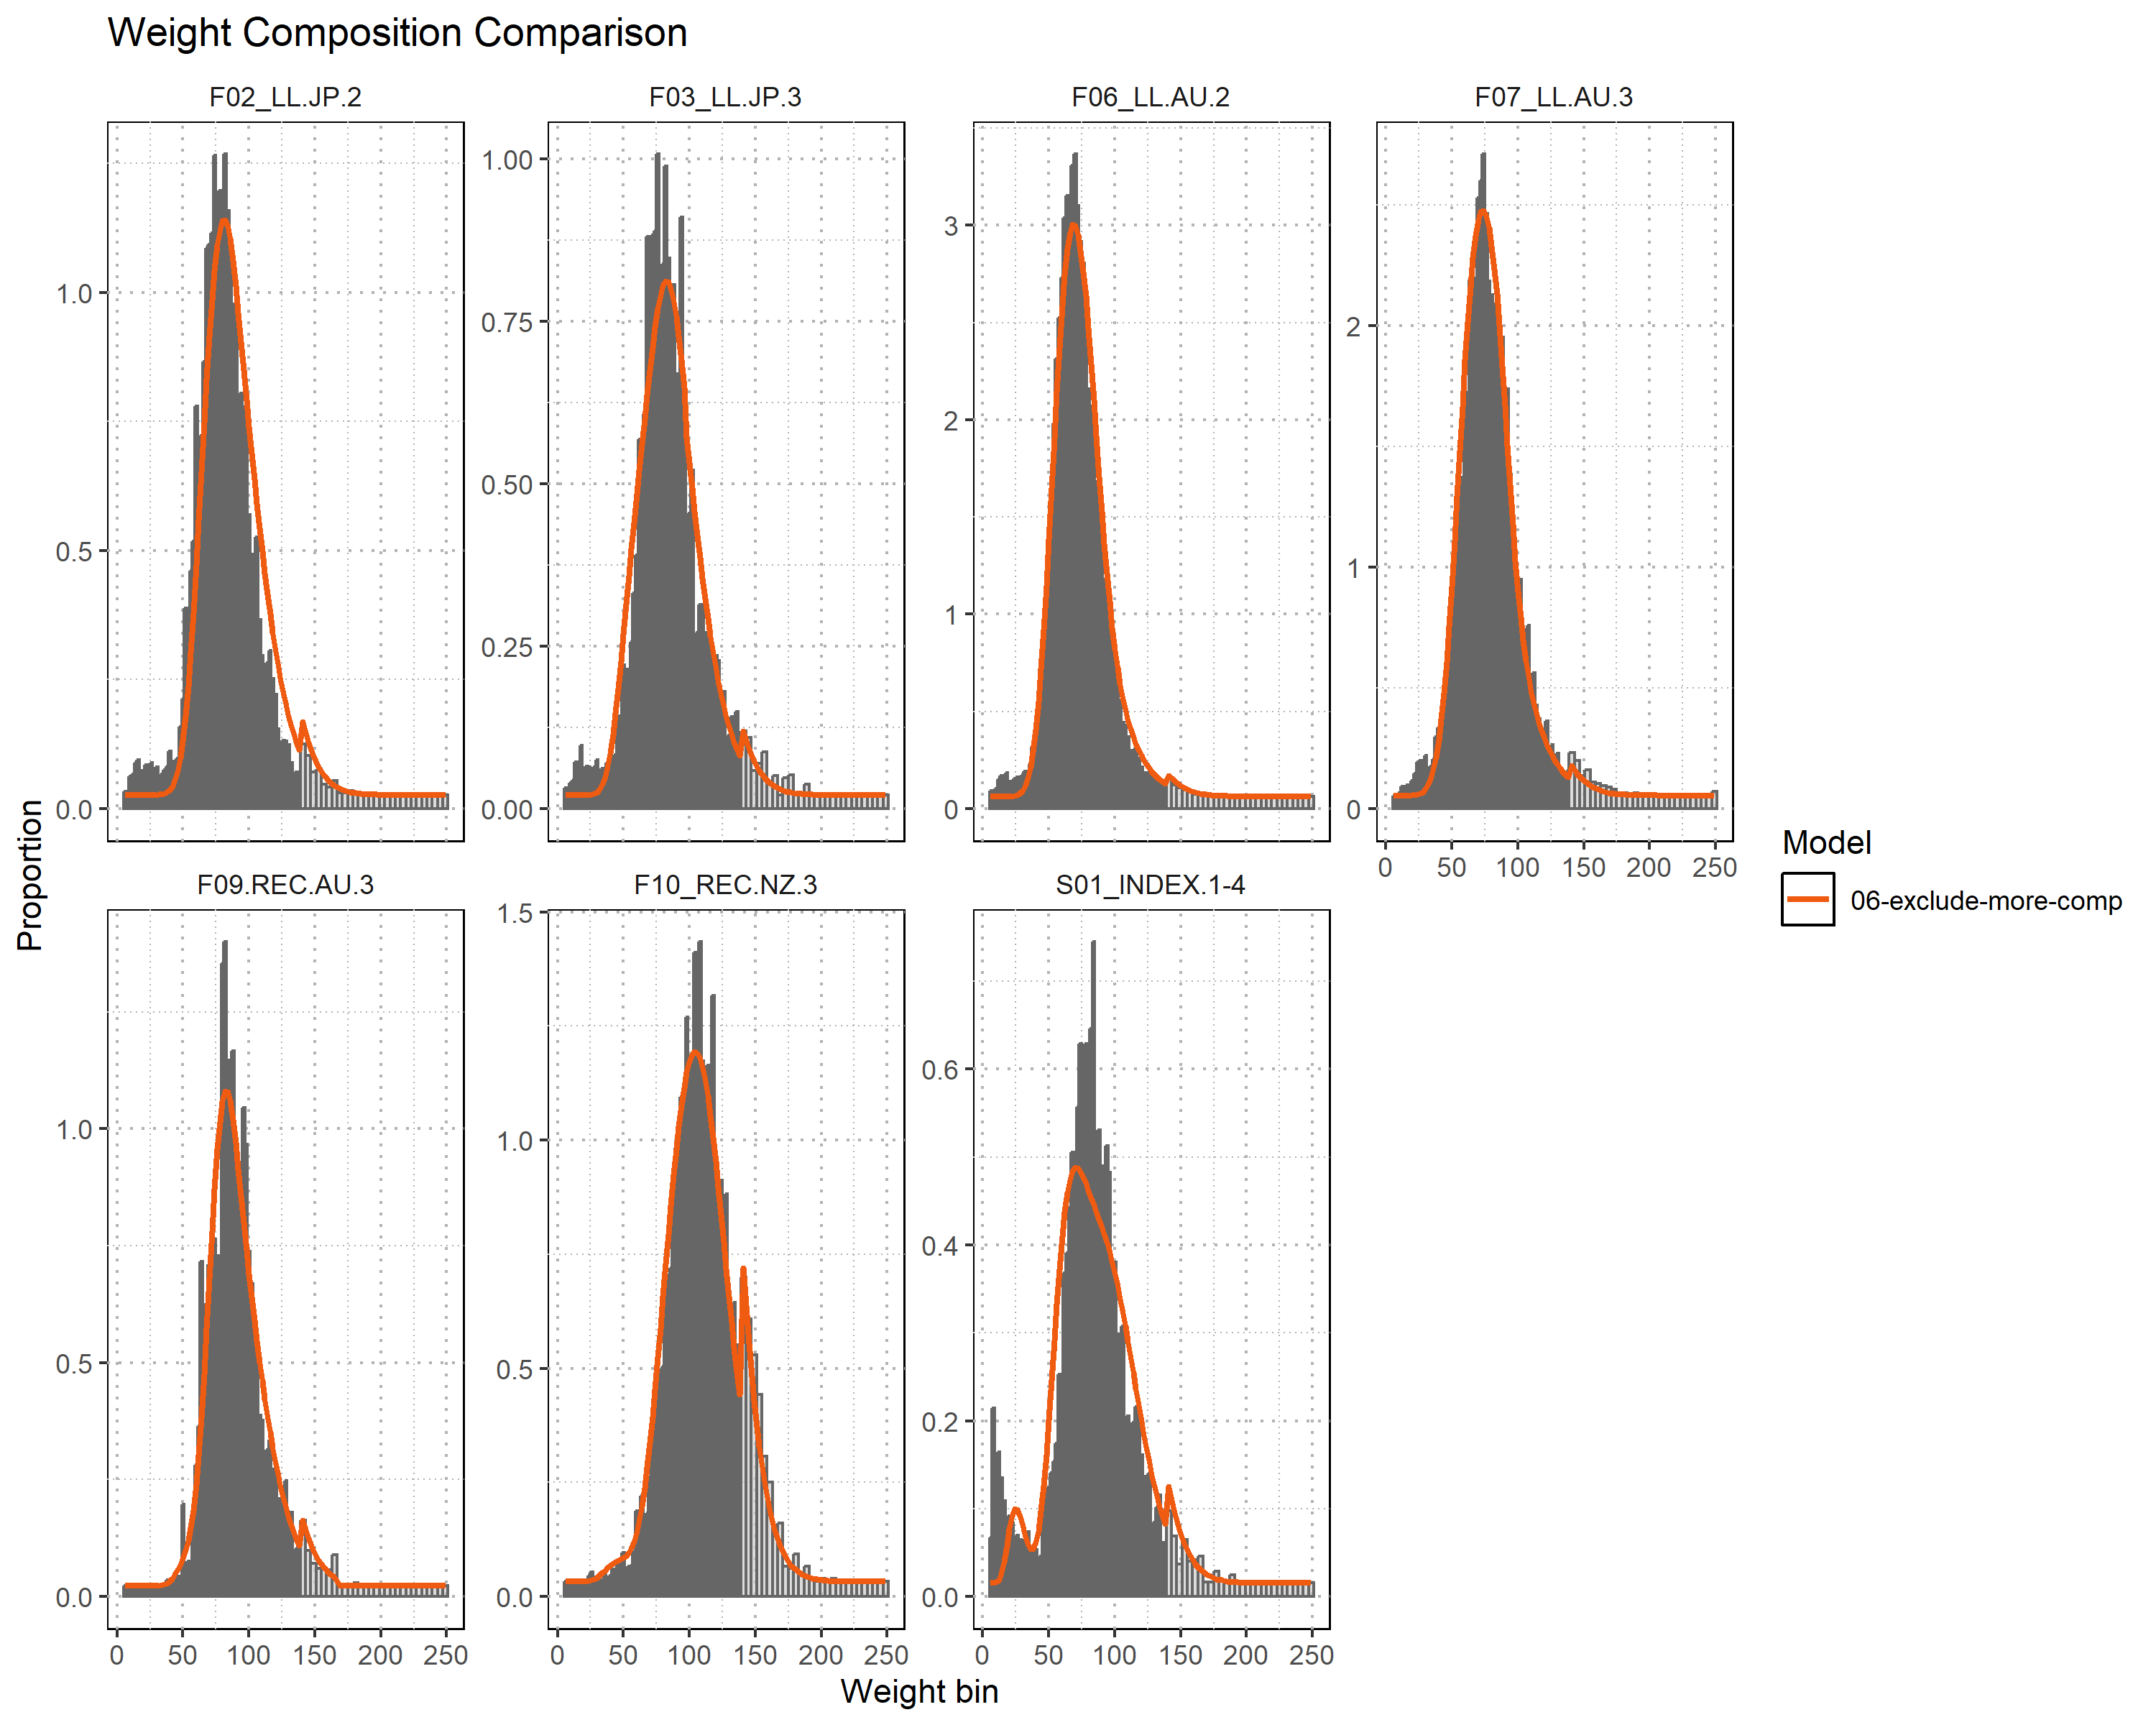 Weight Composition Comparison
F02_LL.JP.2 F03_LL.JP.3 F06_LL.AU.2 F07_LL.AU.3
1.0 0.5 0.0
1.00 0.75 0.50 0.25 0.00
3 2 1 0
2 1 0
0 50 100 150 200 250
F09.REC.AU.3 F10_REC.NZ.3 S01_INDEX.1-4
1.0 0.5 0.0
1.5 1.0 0.5 0.0
0.6 0.4 0.2 0.0
0 50 100 150 200 250 0 50 100 150 200 250 0 50 100 150 200 250
Proportion
Weight bin
Model
06-exclude-more-comp